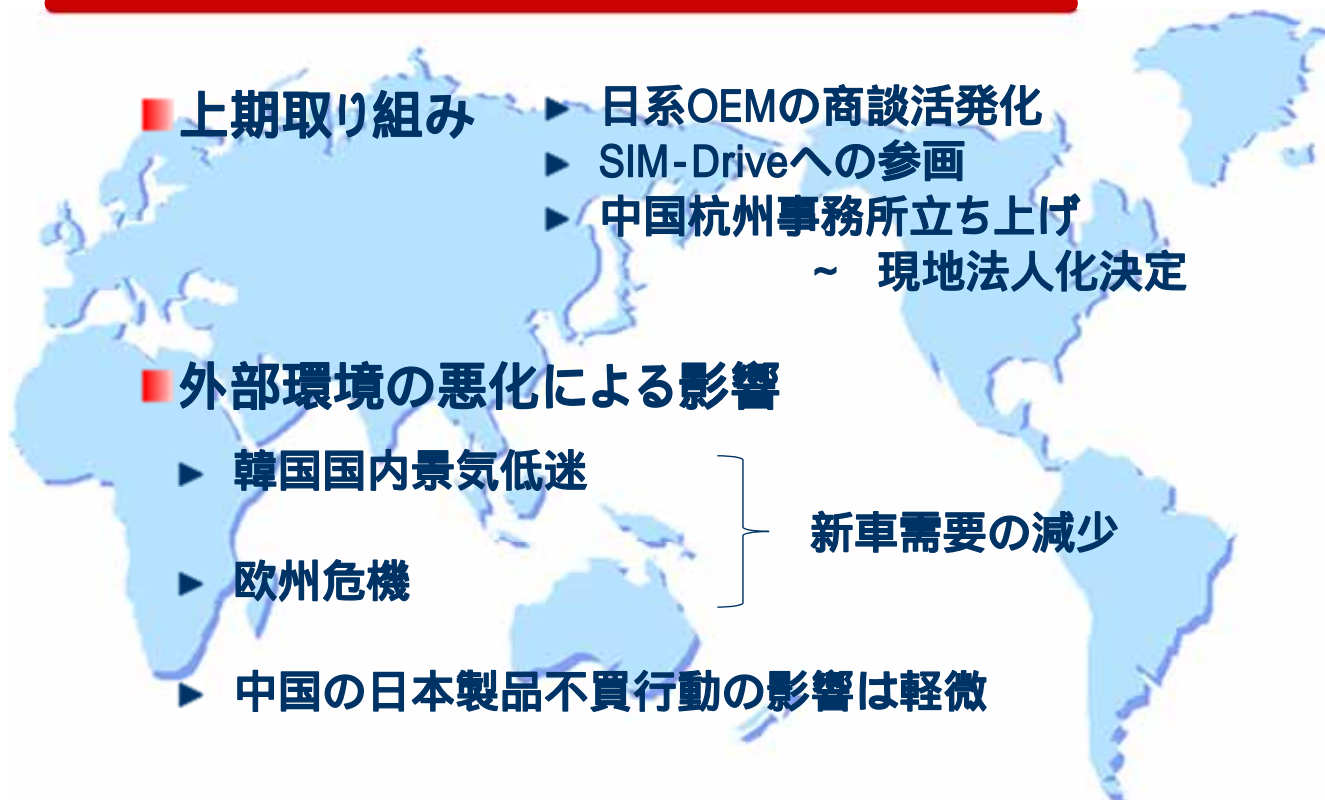 上期取り組み
日系OEMの商談活発化
SIM-Driveへの参画
中国杭州事務所立ち上げ
~ 現地法人化決定
外部環境の悪化による影響
韓国国内景気低迷
新車需要の減少
欧州危機
中国の日本製品不買行動の影響は軽微